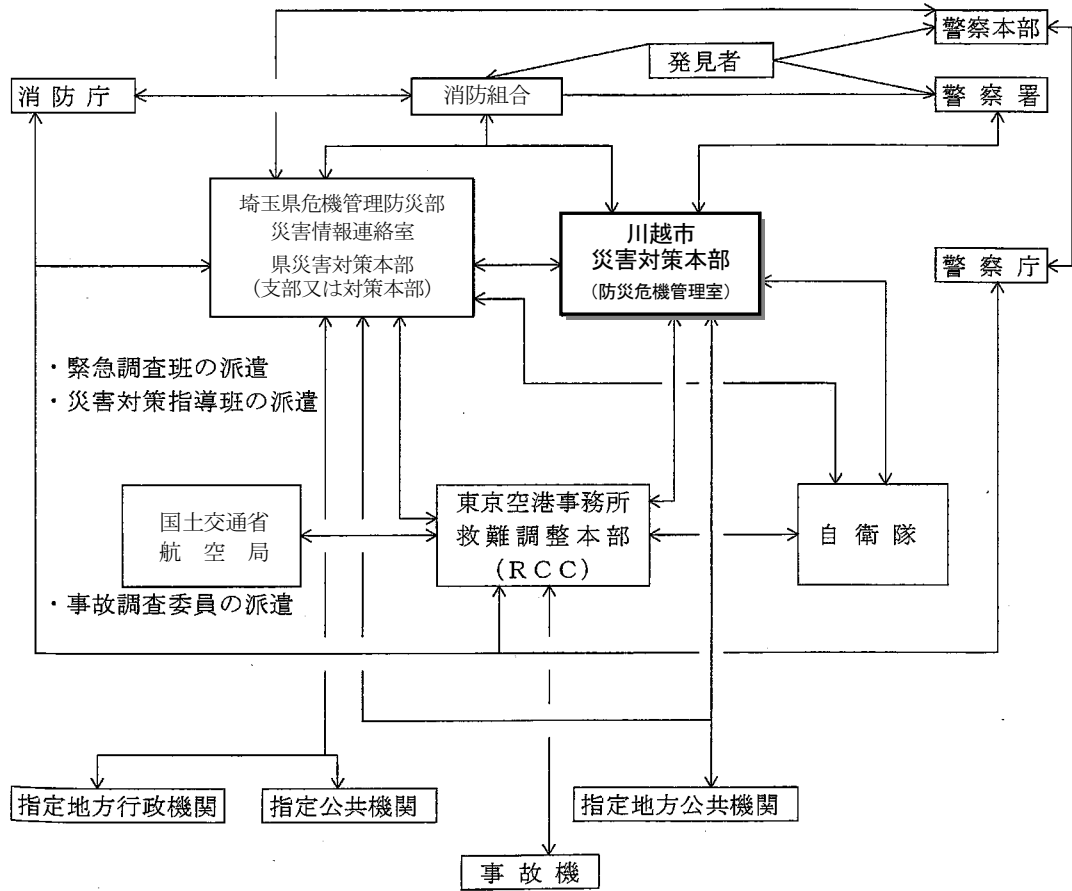 警察本部
発見者
消防庁
消防組合
警察署
埼玉県危機管理防災部
災害情報連絡室
県災害対策本部
(支部又は対策本部)
川越市
災害対策本部
(防災危機管理室)
警察庁
・緊急調査班の派遣
・災害対策指導班の派遣
国土交通省
航空局
東京空港事務所
救難調整本部
(RCC)
自衛隊
・事故調査委員の派遣
指定地方行政機関
指定公共機関
指定地方公共機関
事故機